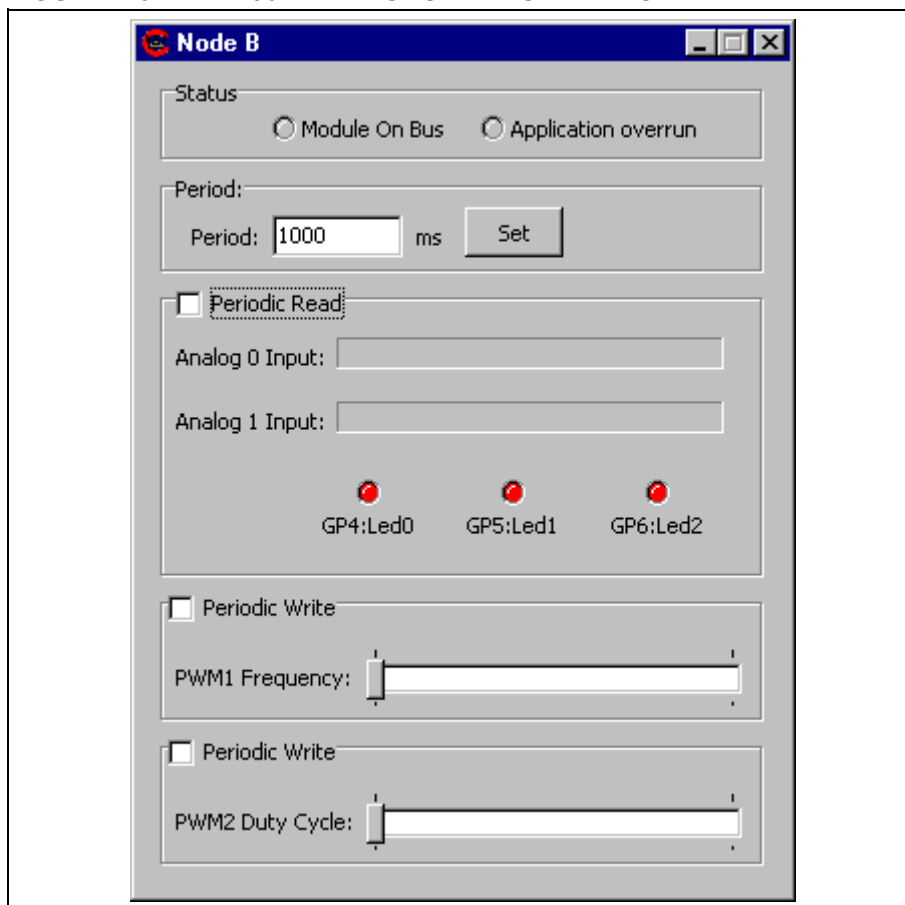 Node B
Status
Module On Bus Application overrun
Period:
Period: 1000 ms Set
Periodic Read
Analog 0 Input:
Analog 1 Input:
GP4:Led0 GP5:Led1 GP6:Led2
Periodic Write
PWM1 Frequency:
Periodic Write
PWM2 Duty Cycle: